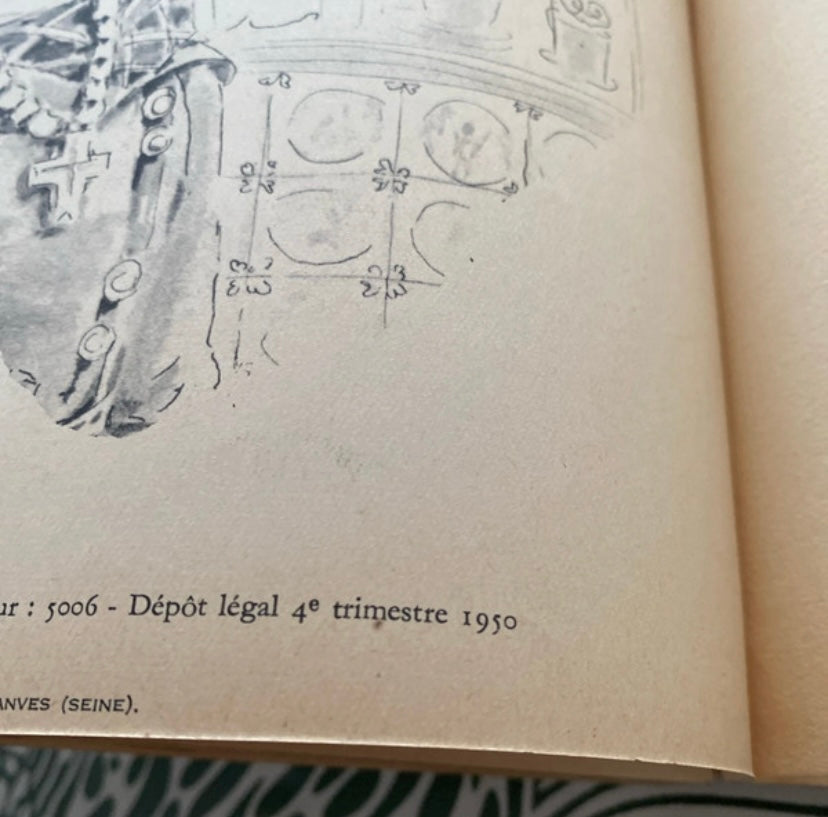 ur : 5006 - Dépôt légal 4e trimestre 1950
ANVES (SEINE).